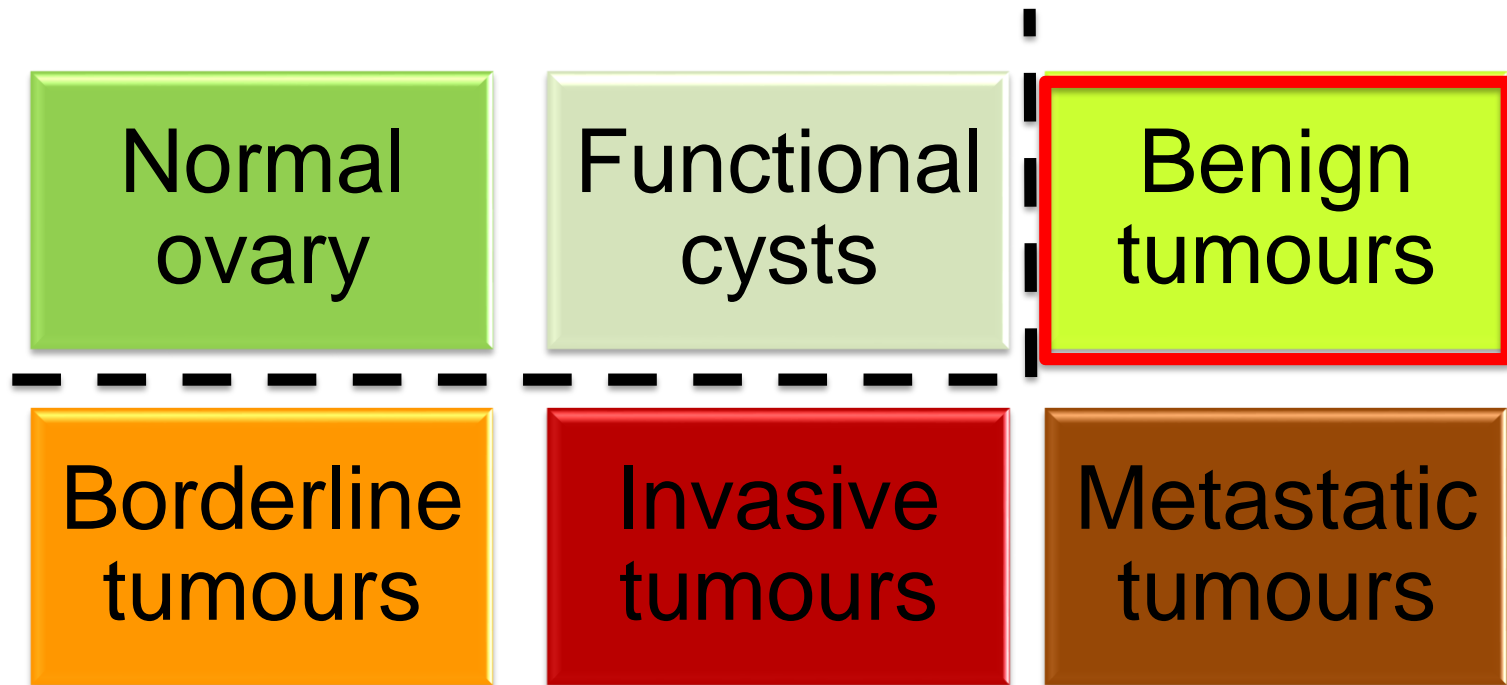 Normal
ovary
Functional
cysts
Benign
tumours
Borderline
tumours
Invasive
tumours
Metastatic
tumours